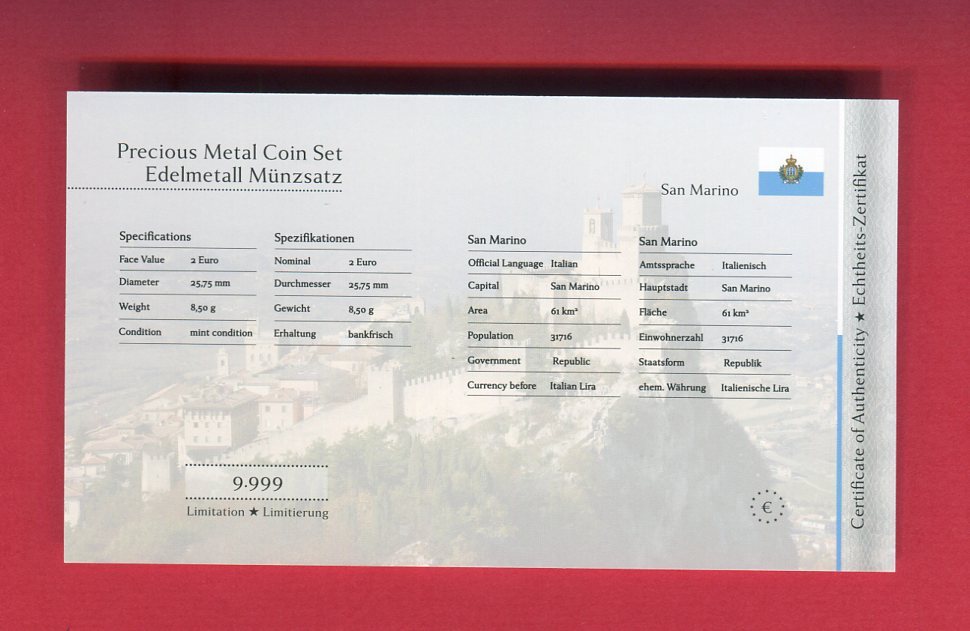 Precious Metal Coin Set
Edelmetall Münzsatz
San Marino
Specifications
Face Value 2 Euro
Diameter 25,75 mm
Weight 8,50 g
Condition mint condition
Spezifikationen
Nominal 2 Euro
Durchmesser 25,75 mm
Gewicht 8,50 g
Erhaltung bankfrisch
San Marino
Official Language Italian
Capital San Marino
Area 61 km²
Population 31716
Government Republic
Currency before Italian Lira
San Marino
Amtssprache Italienisch
Hauptstadt San Marino
Fläche 61 km²
Einwohnerzahl 31716
Staatsform Republik
ehem. Währung Italienische Lira
9.999
Limitation ★ Limitierung
€
Certificate of Authenticity ★ Echtheits-Zertifikat